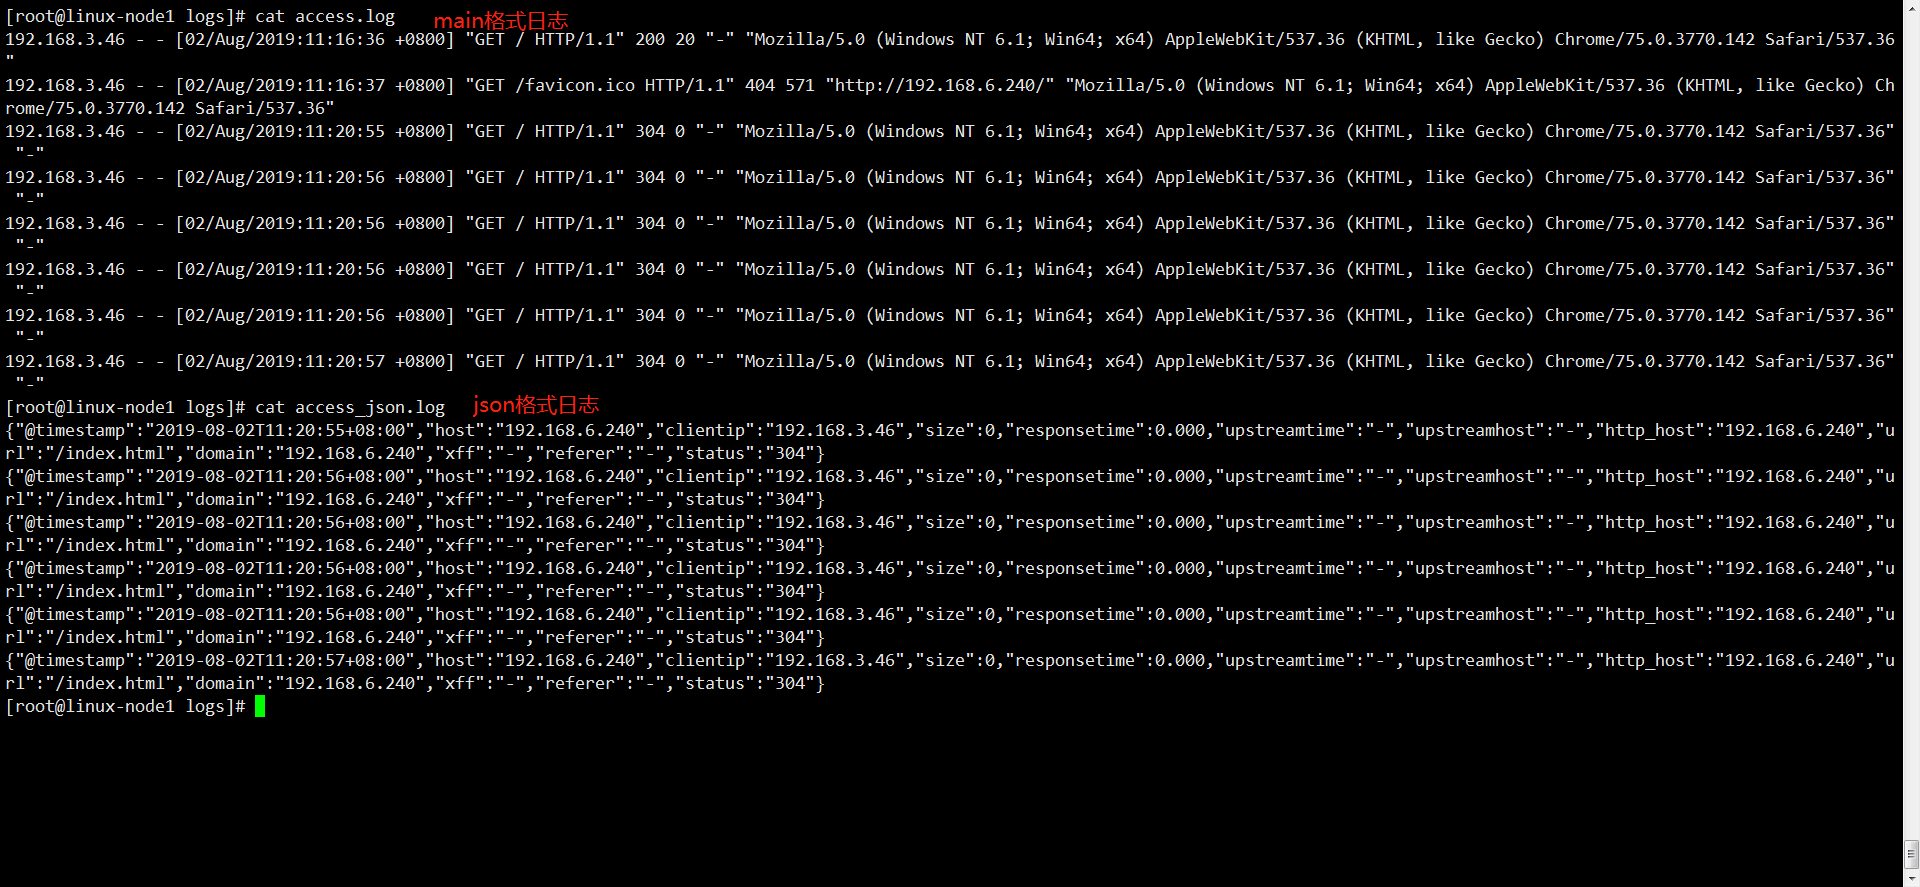 [root@linux-node1 logs]# cat access.log main格式日志
192.168.3.46 - - [02/Aug/2019:11:16:36 +0800] "GET / HTTP/1.1" 200 20 "-" "Mozilla/5.0 (Windows NT 6.1; Win64; x64) AppleWebKit/537.36 (KHTML, like Gecko) Chrome/75.0.3770.142 Safari/537.36
"
192.168.3.46 - - [02/Aug/2019:11:16:37 +0800] "GET /favicon.ico HTTP/1.1" 404 571 "http://192.168.6.240/" "Mozilla/5.0 (Windows NT 6.1; Win64; x64) AppleWebKit/537.36 (KHTML, like Gecko) Ch
rome/75.0.3770.142 Safari/537.36"
192.168.3.46 - - [02/Aug/2019:11:20:55 +0800] "GET / HTTP/1.1" 304 0 "-" "Mozilla/5.0 (Windows NT 6.1; Win64; x64) AppleWebKit/537.36 (KHTML, like Gecko) Chrome/75.0.3770.142 Safari/537.36"
"-"
192.168.3.46 - - [02/Aug/2019:11:20:56 +0800] "GET / HTTP/1.1" 304 0 "-" "Mozilla/5.0 (Windows NT 6.1; Win64; x64) AppleWebKit/537.36 (KHTML, like Gecko) Chrome/75.0.3770.142 Safari/537.36"
"-"
192.168.3.46 - - [02/Aug/2019:11:20:56 +0800] "GET / HTTP/1.1" 304 0 "-" "Mozilla/5.0 (Windows NT 6.1; Win64; x64) AppleWebKit/537.36 (KHTML, like Gecko) Chrome/75.0.3770.142 Safari/537.36"
"-"
192.168.3.46 - - [02/Aug/2019:11:20:56 +0800] "GET / HTTP/1.1" 304 0 "-" "Mozilla/5.0 (Windows NT 6.1; Win64; x64) AppleWebKit/537.36 (KHTML, like Gecko) Chrome/75.0.3770.142 Safari/537.36"
"-"
192.168.3.46 - - [02/Aug/2019:11:20:56 +0800] "GET / HTTP/1.1" 304 0 "-" "Mozilla/5.0 (Windows NT 6.1; Win64; x64) AppleWebKit/537.36 (KHTML, like Gecko) Chrome/75.0.3770.142 Safari/537.36"
"-"
192.168.3.46 - - [02/Aug/2019:11:20:57 +0800] "GET / HTTP/1.1" 304 0 "-" "Mozilla/5.0 (Windows NT 6.1; Win64; x64) AppleWebKit/537.36 (KHTML, like Gecko) Chrome/75.0.3770.142 Safari/537.36"
"-"
[root@linux-node1 logs]# cat access_json.log json格式日志
{"@timestamp":"2019-08-02T11:20:55+08:00","host":"192.168.6.240","clientip":"192.168.3.46","size":0,"responsetime":0.000,"upstreamtime":"-","upstreamhost":"-","http_host":"192.168.6.240","u
rl":"/index.html","domain":"192.168.6.240","xff":"-","referer":"-","status":"304"}
{"@timestamp":"2019-08-02T11:20:56+08:00","host":"192.168.6.240","clientip":"192.168.3.46","size":0,"responsetime":0.000,"upstreamtime":"-","upstreamhost":"-","http_host":"192.168.6.240","u
rl":"/index.html","domain":"192.168.6.240","xff":"-","referer":"-","status":"304"}
{"@timestamp":"2019-08-02T11:20:56+08:00","host":"192.168.6.240","clientip":"192.168.3.46","size":0,"responsetime":0.000,"upstreamtime":"-","upstreamhost":"-","http_host":"192.168.6.240","u
rl":"/index.html","domain":"192.168.6.240","xff":"-","referer":"-","status":"304"}
{"@timestamp":"2019-08-02T11:20:56+08:00","host":"192.168.6.240","clientip":"192.168.3.46","size":0,"responsetime":0.000,"upstreamtime":"-","upstreamhost":"-","http_host":"192.168.6.240","u
rl":"/index.html","domain":"192.168.6.240","xff":"-","referer":"-","status":"304"}
{"@timestamp":"2019-08-02T11:20:56+08:00","host":"192.168.6.240","clientip":"192.168.3.46","size":0,"responsetime":0.000,"upstreamtime":"-","upstreamhost":"-","http_host":"192.168.6.240","u
rl":"/index.html","domain":"192.168.6.240","xff":"-","referer":"-","status":"304"}
{"@timestamp":"2019-08-02T11:20:57+08:00","host":"192.168.6.240","clientip":"192.168.3.46","size":0,"responsetime":0.000,"upstreamtime":"-","upstreamhost":"-","http_host":"192.168.6.240","u
rl":"/index.html","domain":"192.168.6.240","xff":"-","referer":"-","status":"304"}
[root@linux-node1 logs]#